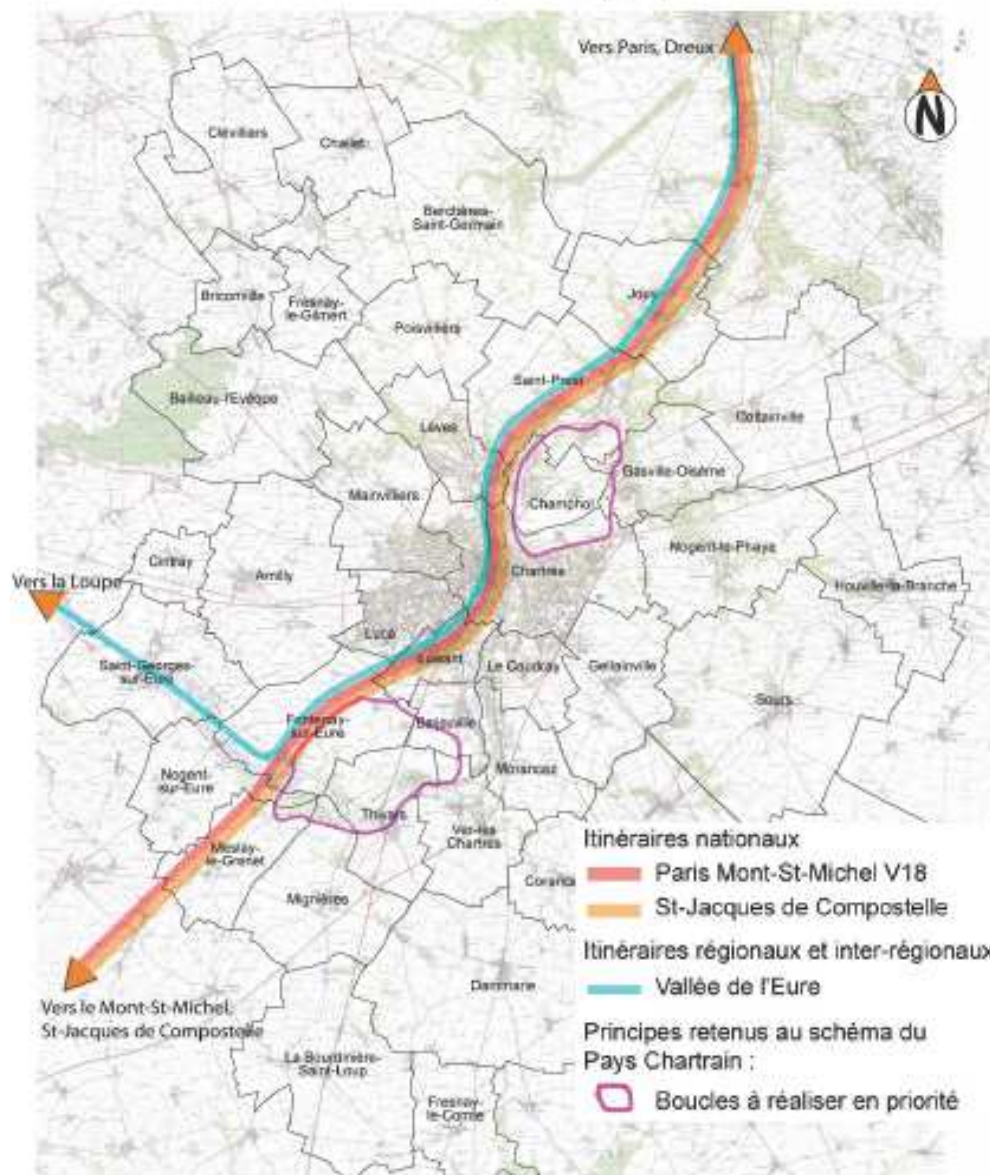 Vers Paris, Dreux
N
Clévilliers
Challet
Berchères-
Saint-Germain
Briconville
Fresnay-
le-Gilmert
Jouy
Poisvilliers
Saint-Prest
Bailleau-l'Evêque
Lèves
Coltainville
Gasville-Oisème
Mainvilliers
Champhol
Nogent-le-Phaye
Cintray
Amilly
Chartres
Houville-la-Branche
Vers la Loupe
Lucé
Luisant
Le Coudray
Gellainville
Saint-Georges-
sur-Eure
Sours
Fontenay-
sur-Eure
Barjouville
Nogent-
sur-Eure
Morancez
Thivars
Ver-lès-
Chartres
Meslay-
le-Grenet
Mignières
Corancez
Dammarie
Vers le Mont-St-Michel,
St-Jacques de Compostelle
La Bourdinière-
Saint-Loup
Fresnay-
le-Comte
Itinéraires nationaux
Paris Mont-St-Michel V18
St-Jacques de Compostelle
Itinéraires régionaux et inter-régionaux
Vallée de l'Eure
Principes retenus au schéma du
Pays Chartrain :
Boucles à réaliser en priorité